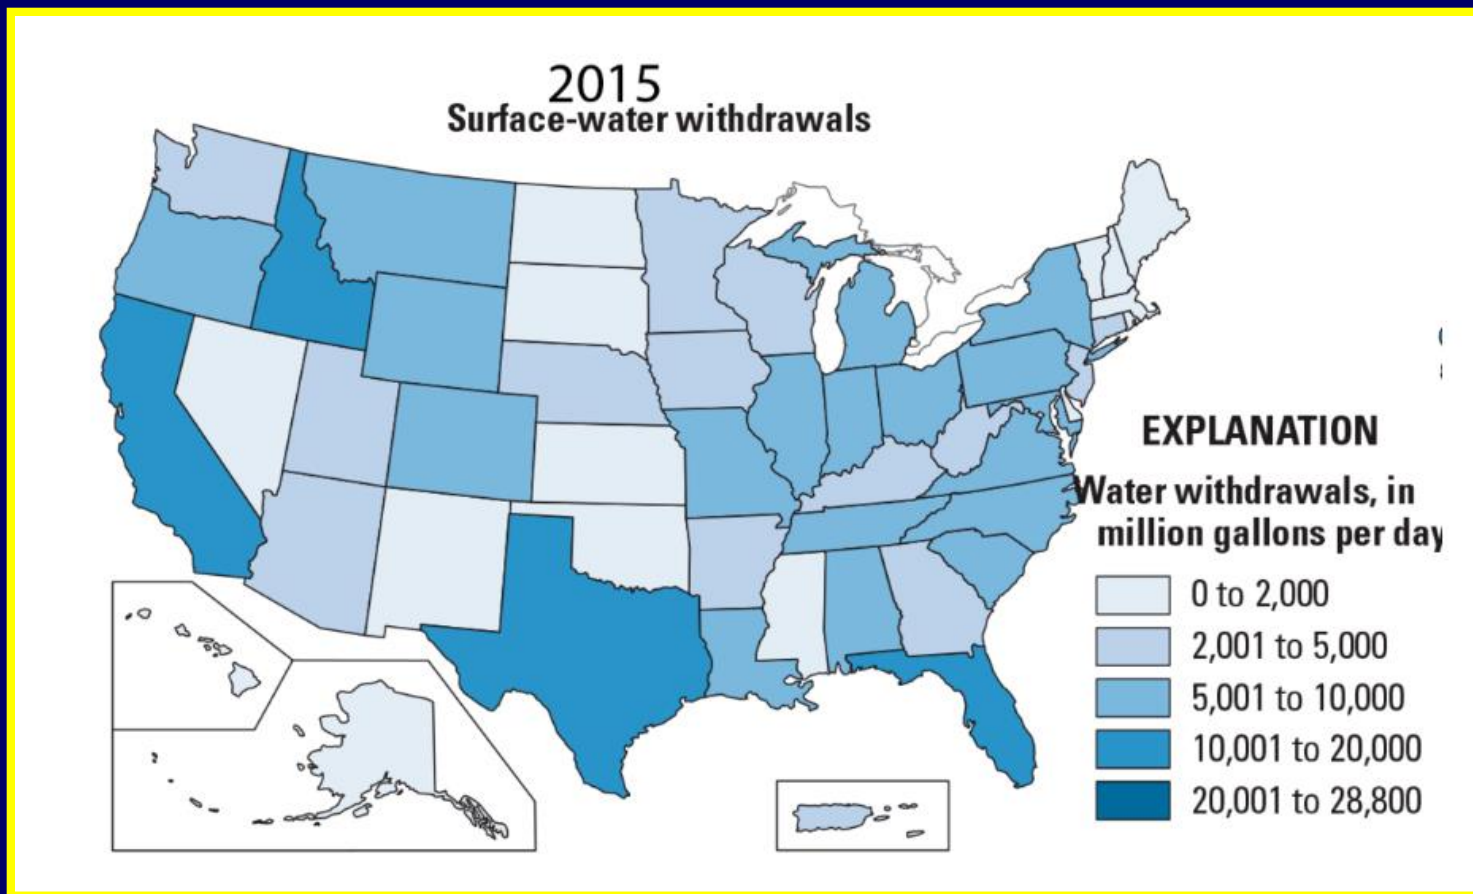 2015
Surface-water withdrawals
EXPLANATION
Water withdrawals, in
million gallons per day
0 to 2,000
2,001 to 5,000
5,001 to 10,000
10,001 to 20,000
20,001 to 28,800